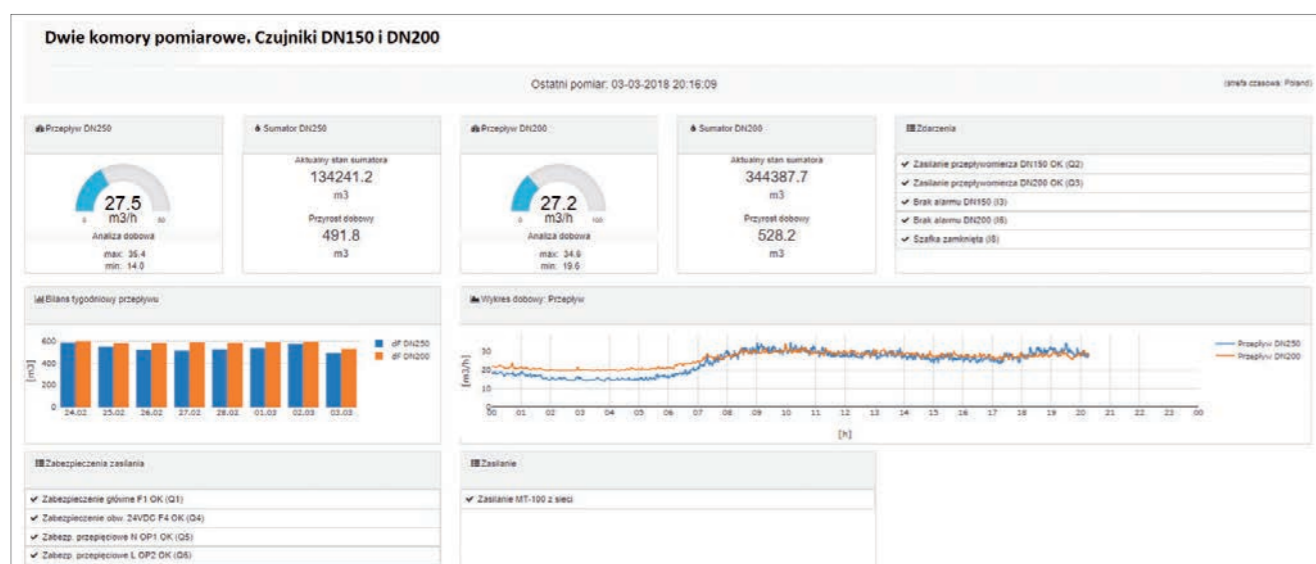 Dwie komory pomiarowe. Czujniki DN150 i DN200
Ostatni pomiar: 03-03-2018 20:16:09
(strefa czasowa: Poland)
Przepływ DN250
27.5
m3/h
0
50
Analiza dobowa
max: 35.4
min: 14.0
Sumator DN250
Aktualny stan sumatora
134241.2
m3
Przyrost dobowy
491.8
m3
Przepływ DN200
27.2
m3/h
0
100
Analiza dobowa
max: 34.9
min: 19.6
Sumator DN200
Aktualny stan sumatora
344387.7
m3
Przyrost dobowy
528.2
m3
Zdarzenia
Zasilanie przepływomierza DN150 OK (Q2)
Zasilanie przepływomierza DN200 OK (Q3)
Brak alarmu DN150 (I3)
Brak alarmu DN200 (I6)
Szafka zamknięta (I8)
Bilans tygodniowy przepływu
[m3]
600
400
200
0
24.02 25.02 26.02 27.02 28.02 01.03 02.03 03.03
dF DN250
dF DN200
Wykres dobowy: Przepływ
[m3/h]
30
20
10
0
00 01 02 03 04 05 06 07 08 09 10 11 12 13 14 15 16 17 18 19 20 21 22 23 00
[h]
Przepływ DN250
Przepływ DN200
Zabezpieczenia zasilania
Zabezpieczenie główne F1 OK (Q1)
Zabezpieczenie obw. 24VDC F4 OK (Q4)
Zabezp. przepięciowe N OP1 OK (Q5)
Zabezp. przepięciowe L OP2 OK (Q6)
Zasilanie
Zasilanie MT-100 z sieci